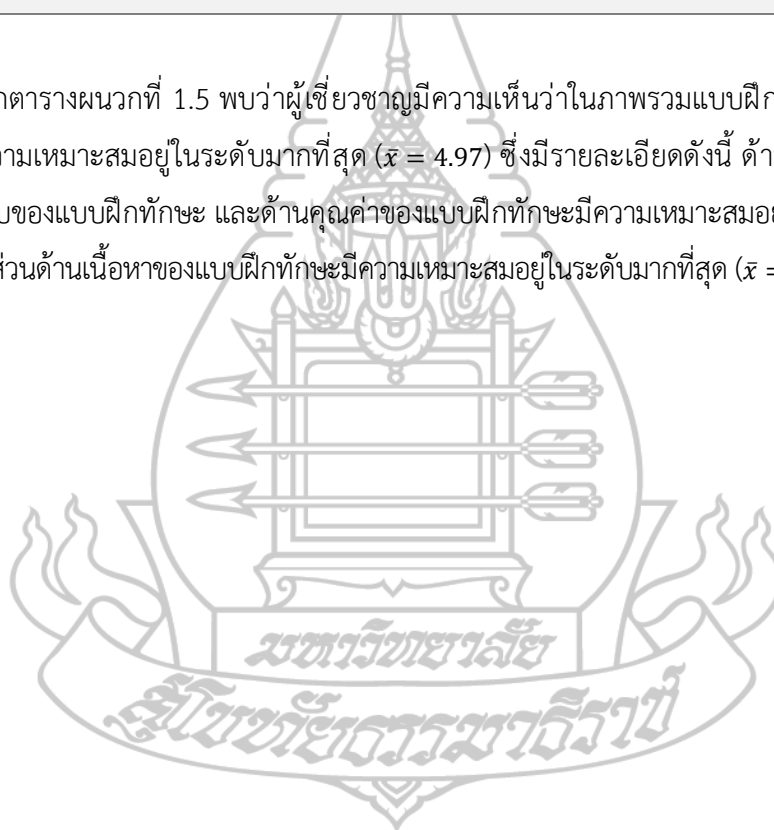 กตารางผนวกที่ 1.5 พบว่าผู้เชี่ยวชาญมีความเห็นว่าในภาพรวมแบบฝึก
วามเหมาะสมอยู่ในระดับมากที่สุด (x̄ = 4.97) ซึ่งมีรายละเอียดดังนี้ ด้า
บของแบบฝึกทักษะ และด้านคุณค่าของแบบฝึกทักษะมีความเหมาะสมอย
ส่วนด้านเนื้อหาของแบบฝึกทักษะมีความเหมาะสมอยู่ในระดับมากที่สุด (x̄ =
มหาวิทยาลัย
สุโขทัยธรรมาธิราช